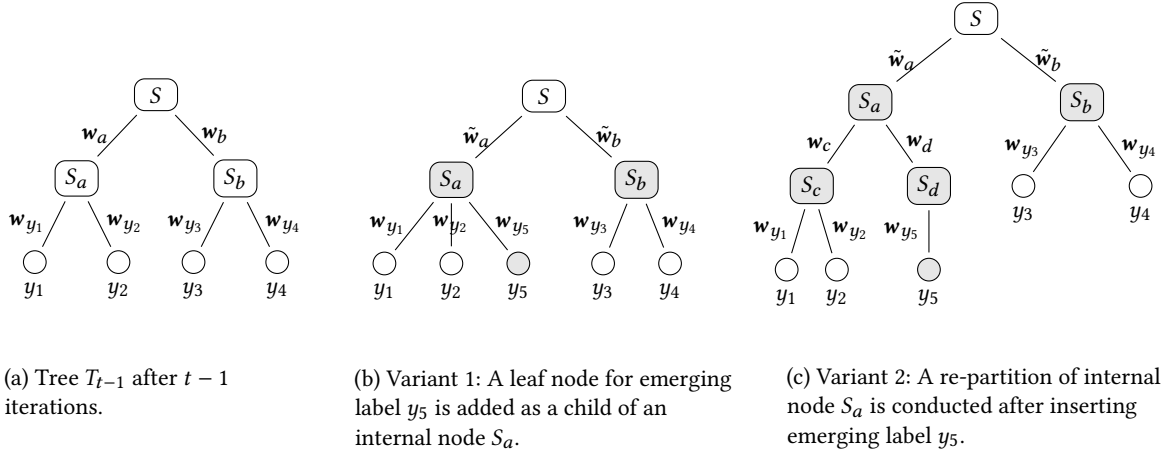 S
w_a w_b
S_a S_b
w_{y_1} w_{y_2} w_{y_3} w_{y_4}
y_1 y_2 y_3 y_4
(a) Tree T_{t−1} after t − 1
iterations.
S
w̃_a w̃_b
S_a S_b
w_{y_1} w_{y_2} w_{y_5} w_{y_3} w_{y_4}
y_1 y_2 y_5 y_3 y_4
(b) Variant 1: A leaf node for emerging
label y_5 is added as a child of an
internal node S_a.
S
w̃_a w̃_b
S_a S_b
w_c w_d w_{y_3} w_{y_4}
S_c S_d y_3 y_4
w_{y_1} w_{y_2} w_{y_5}
y_1 y_2 y_5
(c) Variant 2: A re-partition of internal
node S_a is conducted after inserting
emerging label y_5.